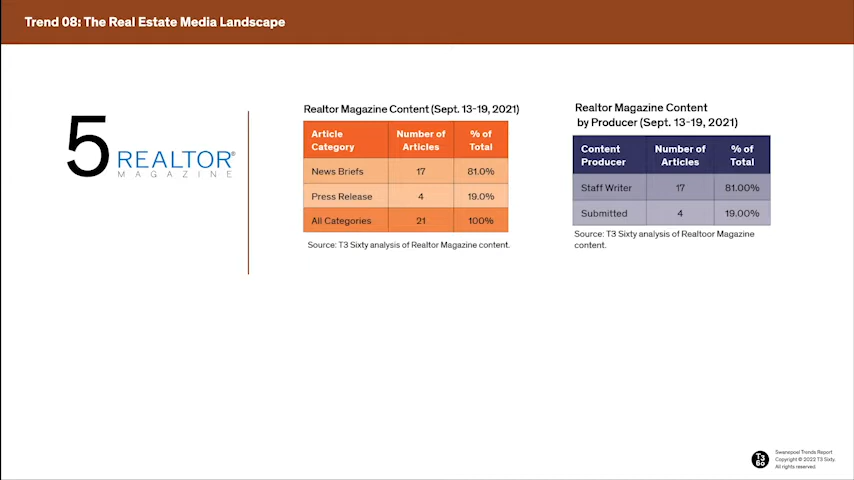 Trend 08: The Real Estate Media Landscape
5 REALTOR®
MAGAZINE
Realtor Magazine Content (Sept. 13-19, 2021)
Article Category Number of Articles % of Total
News Briefs 17 81.0%
Press Release 4 19.0%
All Categories 21 100%
Source: T3 Sixty analysis of Realtor Magazine content.
Realtor Magazine Content
by Producer (Sept. 13-19, 2021)
Content Producer Number of Articles % of Total
Staff Writer 17 81.00%
Submitted 4 19.00%
Source: T3 Sixty analysis of Realtoor Magazine
content.
T3
60
Swanepoel Trends Report
Copyright © 2022 T3 Sixty.
All rights reserved.